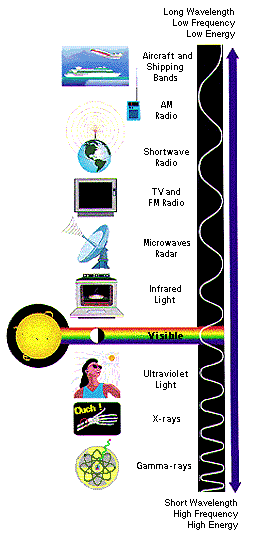 Long Wavelength
Low Frequency
Low Energy
Aircraft and
Shipping
Bands
AM
Radio
Shortwave
Radio
TV and
FM Radio
Microwaves
Radar
Infrared
Light
Visible
Ultraviolet
Light
Ouch!
X-rays
Gamma-rays
Short Wavelength
High Frequency
High Energy